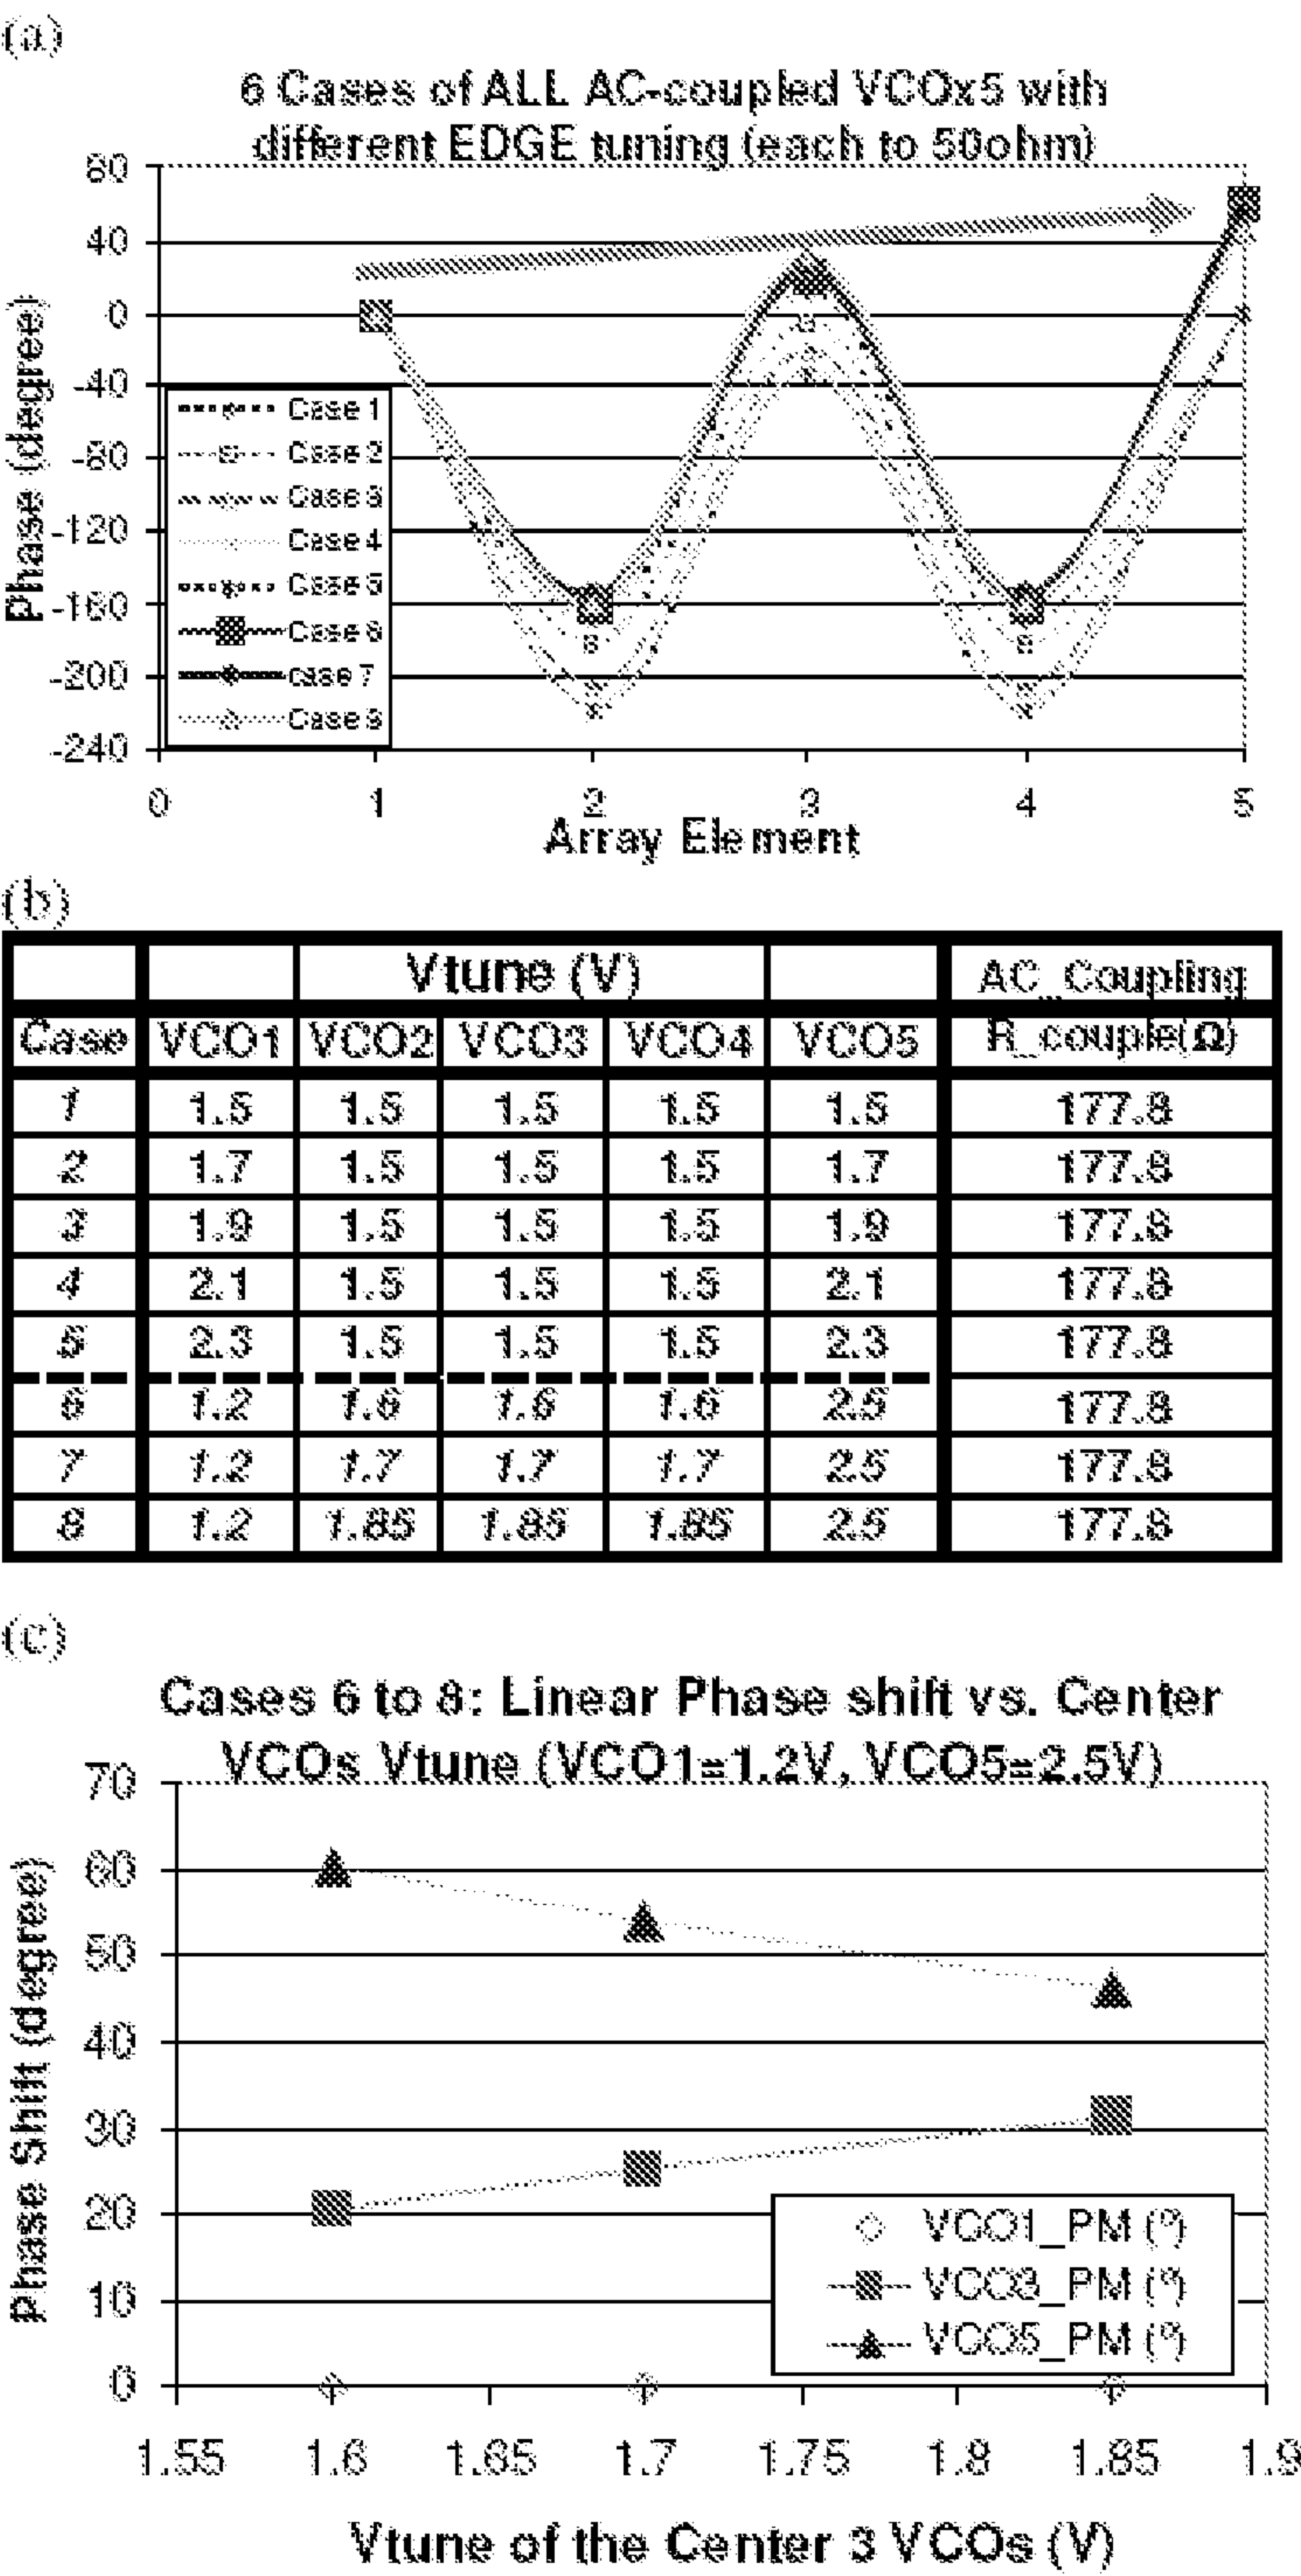 (a)
6 Cases of ALL AC-coupled VCOx5 with
different EDGE tuning (each to 50ohm)
80
40
0
-40
-80
-120
-160
-200
-240
Phase (degree)
Case 1
Case 2
Case 3
Case 4
Case 5
Case 6
case 7
Case 8
0 1 2 3 4 5
Array Element
(b)
Vtune (V) AC_Coupling
Case VCO1 VCO2 VCO3 VCO4 VCO5 R_couple(Ω)
1 1.5 1.5 1.5 1.5 1.5 177.8
2 1.7 1.5 1.5 1.5 1.7 177.8
3 1.9 1.5 1.5 1.5 1.9 177.8
4 2.1 1.5 1.5 1.5 2.1 177.8
5 2.3 1.5 1.5 1.5 2.3 177.8
6 1.2 1.6 1.6 1.6 2.5 177.8
7 1.2 1.7 1.7 1.7 2.5 177.8
8 1.2 1.85 1.85 1.85 2.5 177.8
(c)
Cases 6 to 8: Linear Phase shift vs. Center
VCOs Vtune (VCO1=1.2V, VCO5=2.5V)
70
60
50
40
30
20
10
0
Phase Shift (degree)
VCO1_PM (º)
VCO3_PM (º)
VCO5_PM (º)
1.55 1.6 1.65 1.7 1.75 1.8 1.85 1.9
Vtune of the Center 3 VCOs (V)